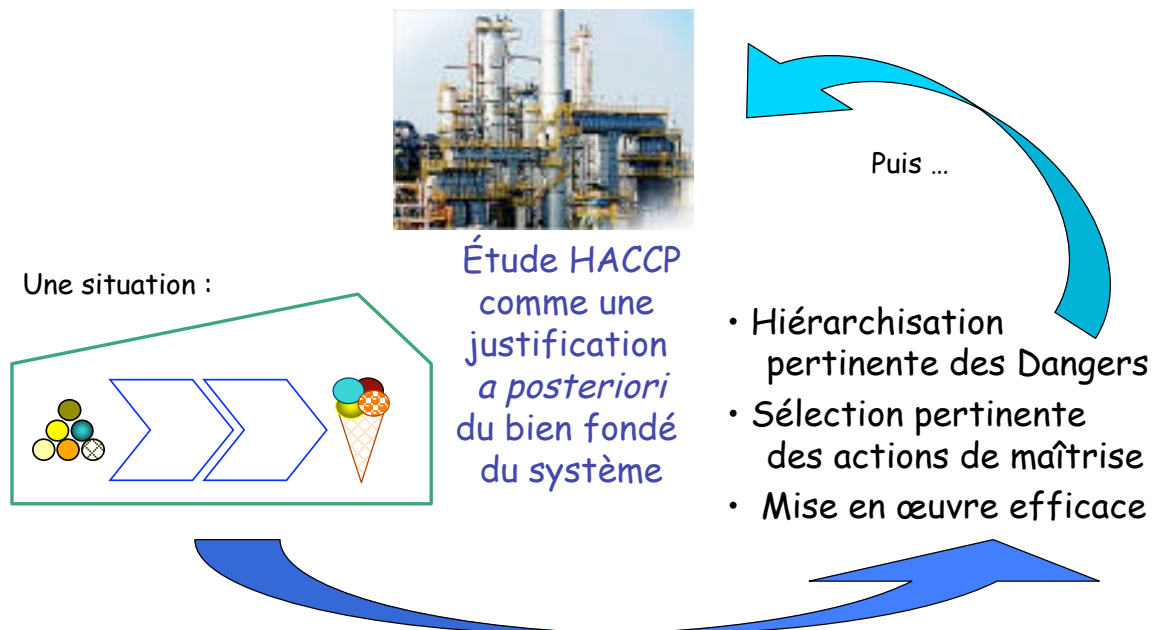 Puis ...
Une situation :
Étude HACCP
comme une
justification
a posteriori
du bien fondé
du système
• Hiérarchisation
pertinente des Dangers
• Sélection pertinente
des actions de maîtrise
• Mise en œuvre efficace